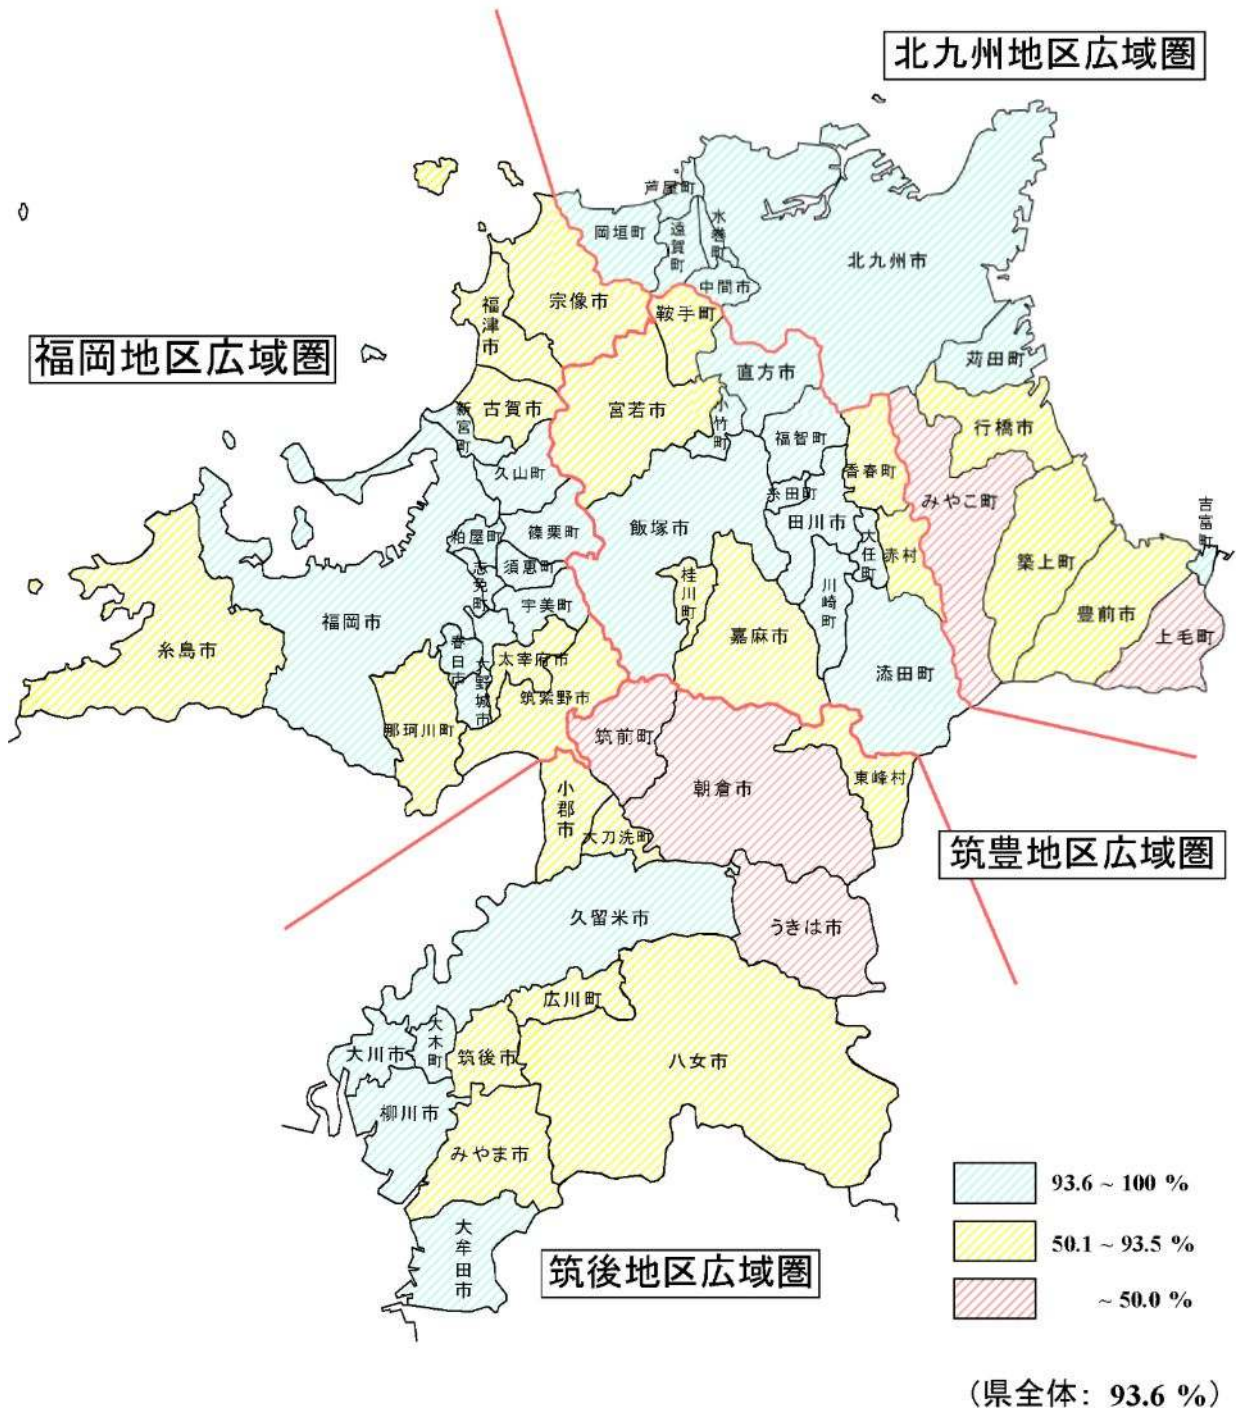 北九州地区広域圏
芦屋町
岡垣町
遠賀町
水巻町
北九州市
中間市
宗像市
鞍手町
福津市
福岡地区広域圏
苅田町
直方市
古賀市
宮若市
小竹町
新宮町
福智町
行橋市
久山町
香春町
みやこ町
糸田町
吉富町
粕屋町
篠栗町
飯塚市
田川市
大任町
赤村
須恵町
志免町
築上町
桂川町
宇美町
川崎町
福岡市
豊前市
上毛町
嘉麻市
糸島市
春日市
大野城市
太宰府市
添田町
筑紫野市
那珂川町
筑前町
東峰村
朝倉市
小郡市
大刀洗町
筑豊地区広域圏
久留米市
うきは市
広川町
大木町
大川市
筑後市
八女市
柳川市
みやま市
大牟田市
筑後地区広域圏
93.6 ~ 100 %
50.1 ~ 93.5 %
~ 50.0 %
(県全体: 93.6 %)